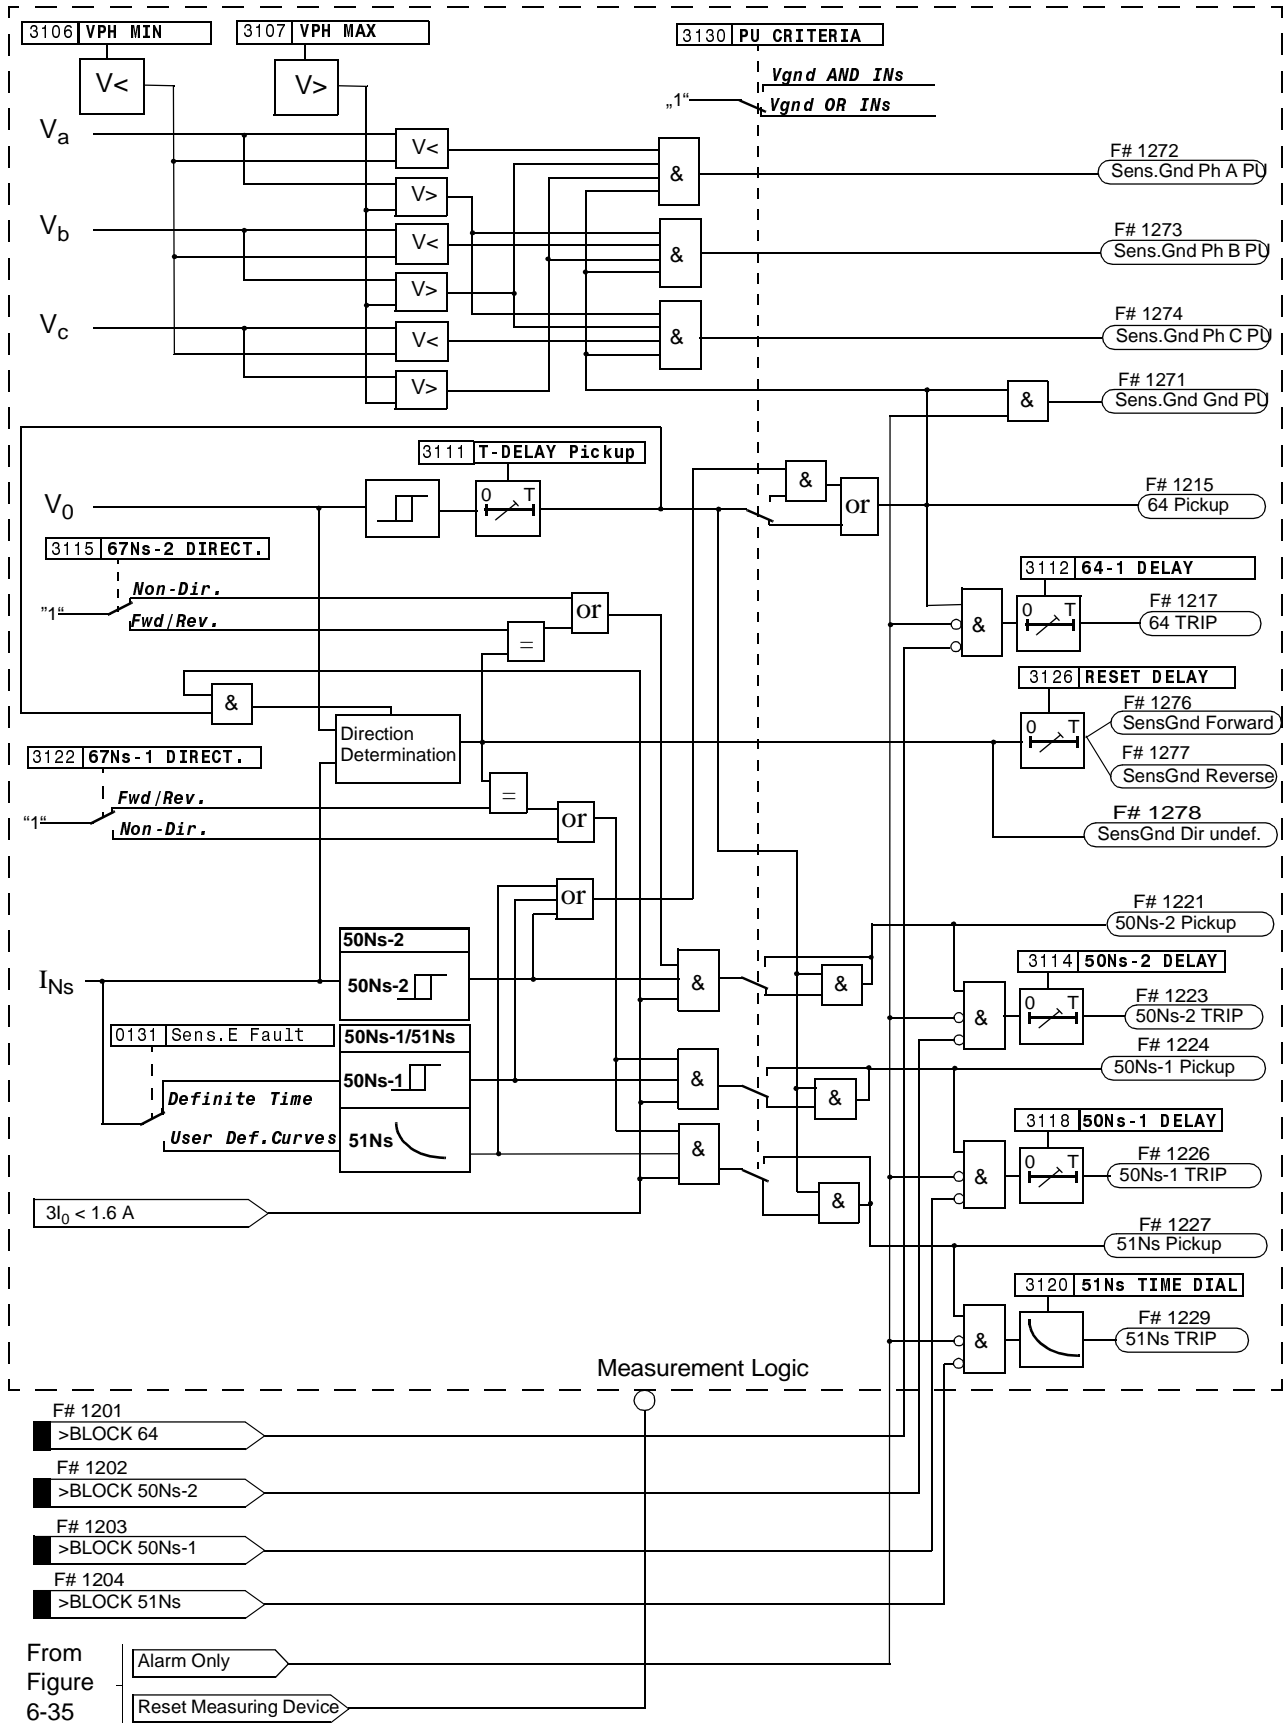 3106 VPH MIN
3107 VPH MAX
3130 PU CRITERIA
V<
V>
Vgnd AND INs
„1“
Vgnd OR INs
Va
V<
&
F# 1272
Sens.Gnd Ph A PU
V>
Vb
V<
&
F# 1273
Sens.Gnd Ph B PU
V>
Vc
V<
&
F# 1274
Sens.Gnd Ph C PU
V>
&
F# 1271
Sens.Gnd Gnd PU
3111 T-DELAY Pickup
V0
0 T
&
or
F# 1215
64 Pickup
3115 67Ns-2 DIRECT.
Non-Dir.
"1“
Fwd/Rev.
or
=
3112 64-1 DELAY
&
0 T
F# 1217
64 TRIP
&
Direction
Determination
3126 RESET DELAY
0 T
F# 1276
SensGnd Forward
F# 1277
SensGnd Reverse
3122 67Ns-1 DIRECT.
Fwd/Rev.
“1“
Non-Dir.
=
or
F# 1278
SensGnd Dir undef.
or
F# 1221
50Ns-2 Pickup
INs
50Ns-2
50Ns-2
&
&
3114 50Ns-2 DELAY
&
0 T
F# 1223
50Ns-2 TRIP
0131 Sens.E Fault
50Ns-1/51Ns
50Ns-1
Definite Time
User Def.Curves
51Ns
&
&
F# 1224
50Ns-1 Pickup
3118 50Ns-1 DELAY
&
0 T
F# 1226
50Ns-1 TRIP
&
&
3I0 < 1.6 A
F# 1227
51Ns Pickup
3120 51Ns TIME DIAL
&
F# 1229
51Ns TRIP
Measurement Logic
F# 1201
>BLOCK 64
F# 1202
>BLOCK 50Ns-2
F# 1203
>BLOCK 50Ns-1
F# 1204
>BLOCK 51Ns
From
Figure
6-35
Alarm Only
Reset Measuring Device